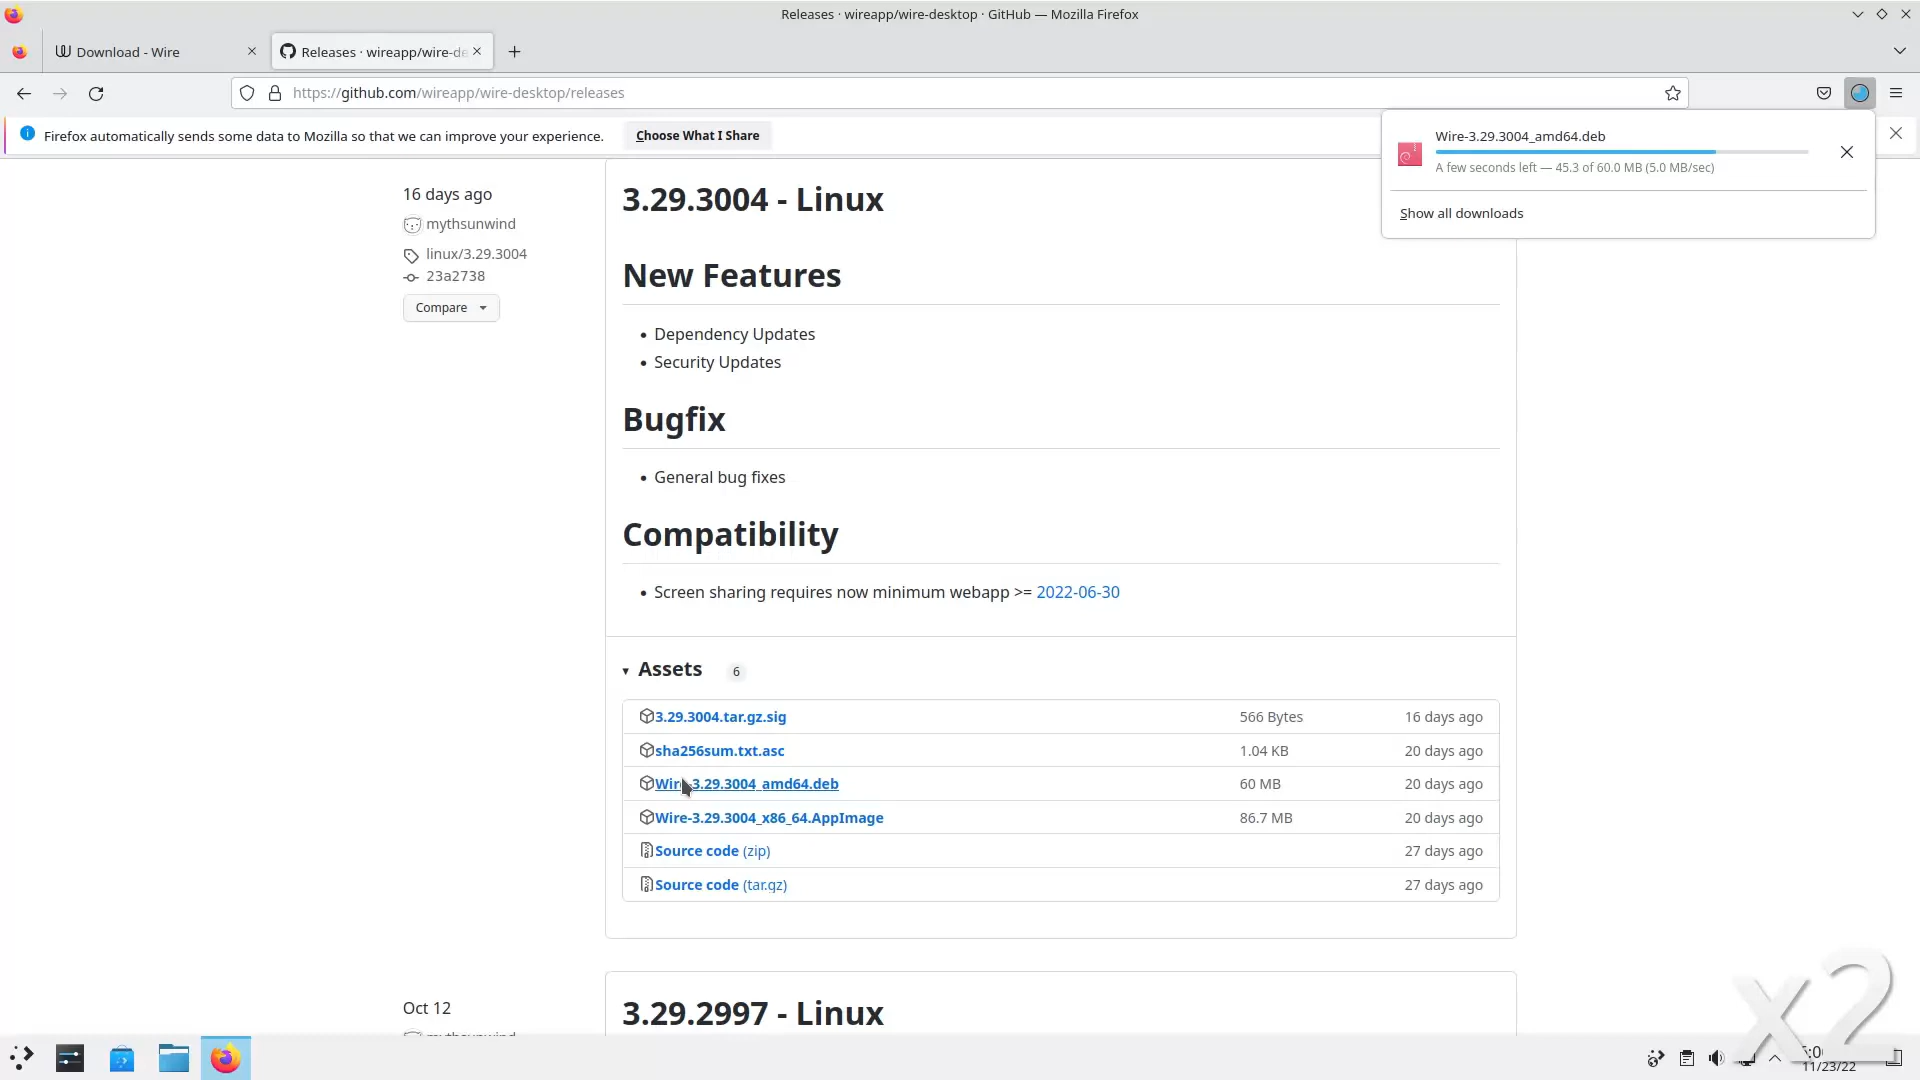 Releases · wireapp/wire-desktop · GitHub — Mozilla Firefox
Download - Wire
Releases · wireapp/wire-de
https://github.com/wireapp/wire-desktop/releases
Firefox automatically sends some data to Mozilla so that we can improve your experience.
Choose What I Share
Wire-3.29.3004_amd64.deb
A few seconds left — 45.3 of 60.0 MB (5.0 MB/sec)
Show all downloads
16 days ago
mythsunwind
linux/3.29.3004
23a2738
Compare
3.29.3004 - Linux
New Features
• Dependency Updates
• Security Updates
Bugfix
• General bug fixes
Compatibility
• Screen sharing requires now minimum webapp >= 2022-06-30
Assets 6
3.29.3004.tar.gz.sig 566 Bytes 16 days ago
sha256sum.txt.asc 1.04 KB 20 days ago
Wire-3.29.3004_amd64.deb 60 MB 20 days ago
Wire-3.29.3004_x86_64.AppImage 86.7 MB 20 days ago
Source code (zip) 27 days ago
Source code (tar.gz) 27 days ago
Oct 12
3.29.2997 - Linux
x2
11/23/22